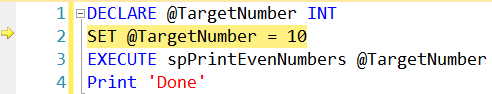 1 DECLARE @TargetNumber INT
2 SET @TargetNumber = 10
3 EXECUTE spPrintEvenNumbers @TargetNumber
4 Print 'Done'